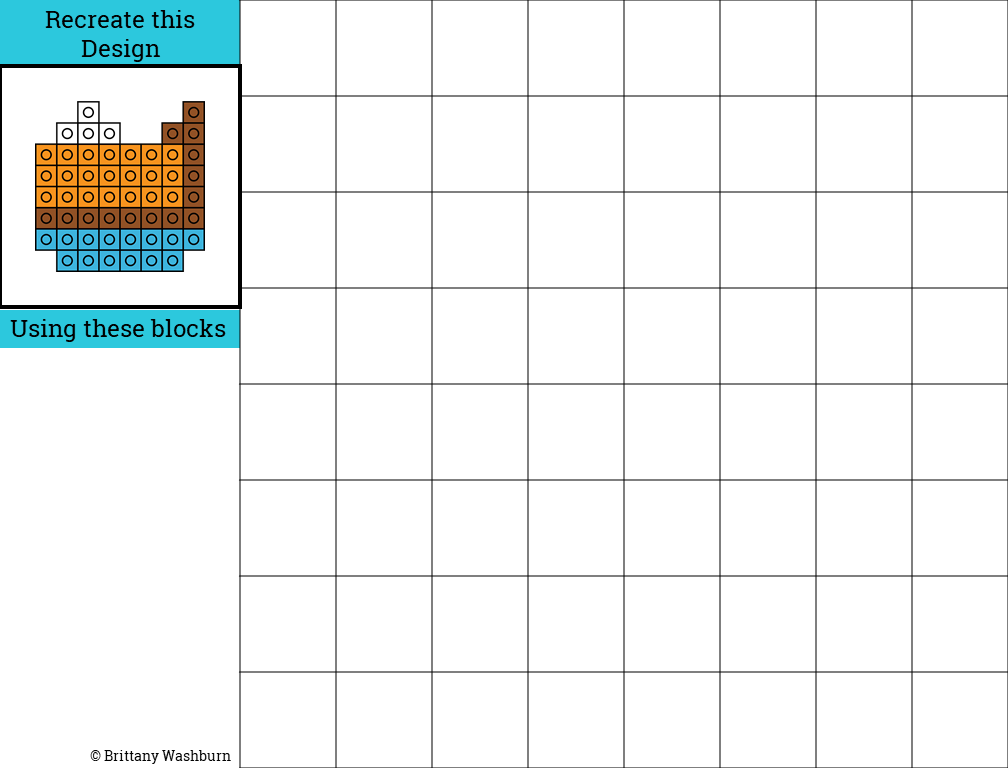 Recreate this
Design
Using these blocks
© Brittany Washburn